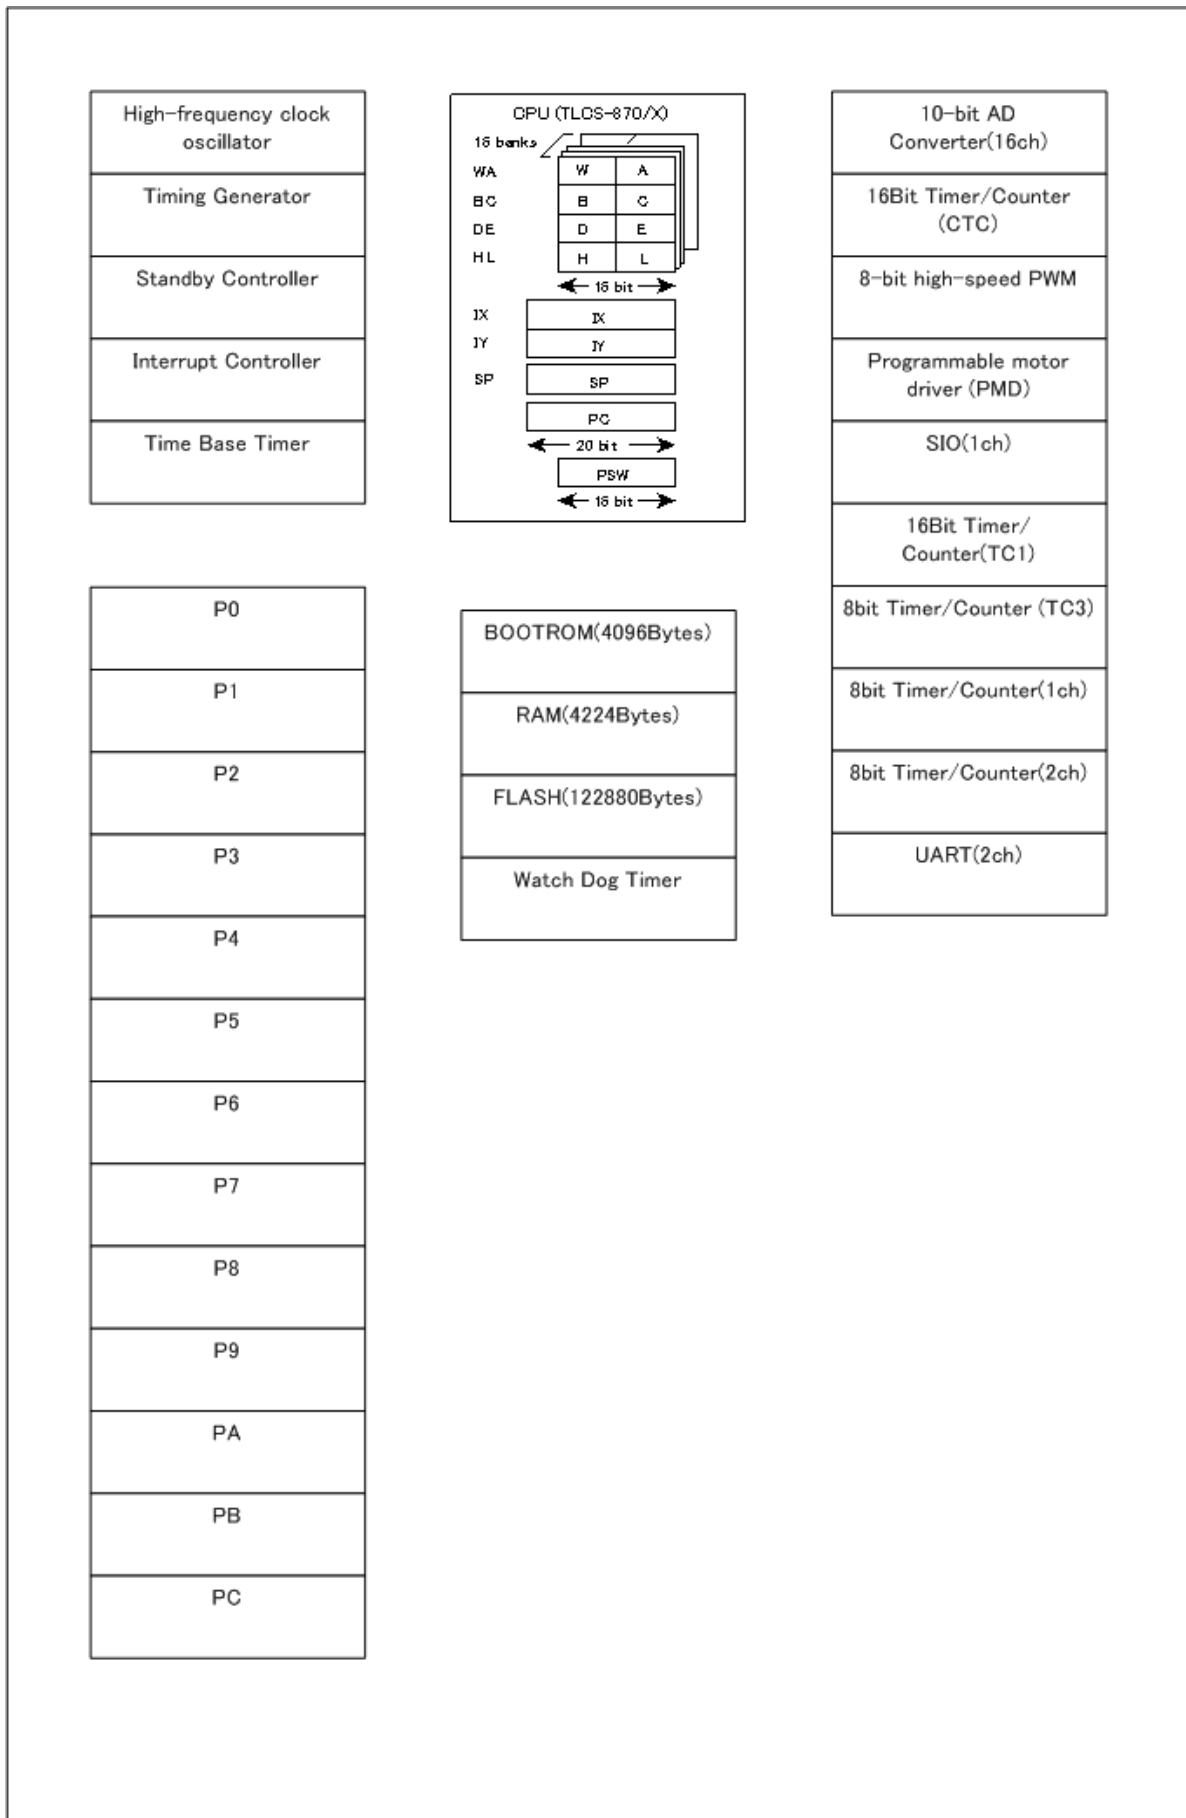 High-frequency clock
oscillator
Timing Generator
Standby Controller
Interrupt Controller
Time Base Timer
CPU (TLCS-870/X)
16 banks
WA
W A
BC
B C
DE
D E
HL
H L
16 bit
IX
IX
IY
IY
SP
SP
PC
20 bit
PSW
16 bit
10-bit AD
Converter(16ch)
16Bit Timer/Counter
(CTC)
8-bit high-speed PWM
Programmable motor
driver (PMD)
SIO(1ch)
16Bit Timer/
Counter(TC1)
8bit Timer/Counter (TC3)
8bit Timer/Counter(1ch)
8bit Timer/Counter(2ch)
UART(2ch)
P0
P1
P2
P3
P4
P5
P6
P7
P8
P9
PA
PB
PC
BOOTROM(4096Bytes)
RAM(4224Bytes)
FLASH(122880Bytes)
Watch Dog Timer